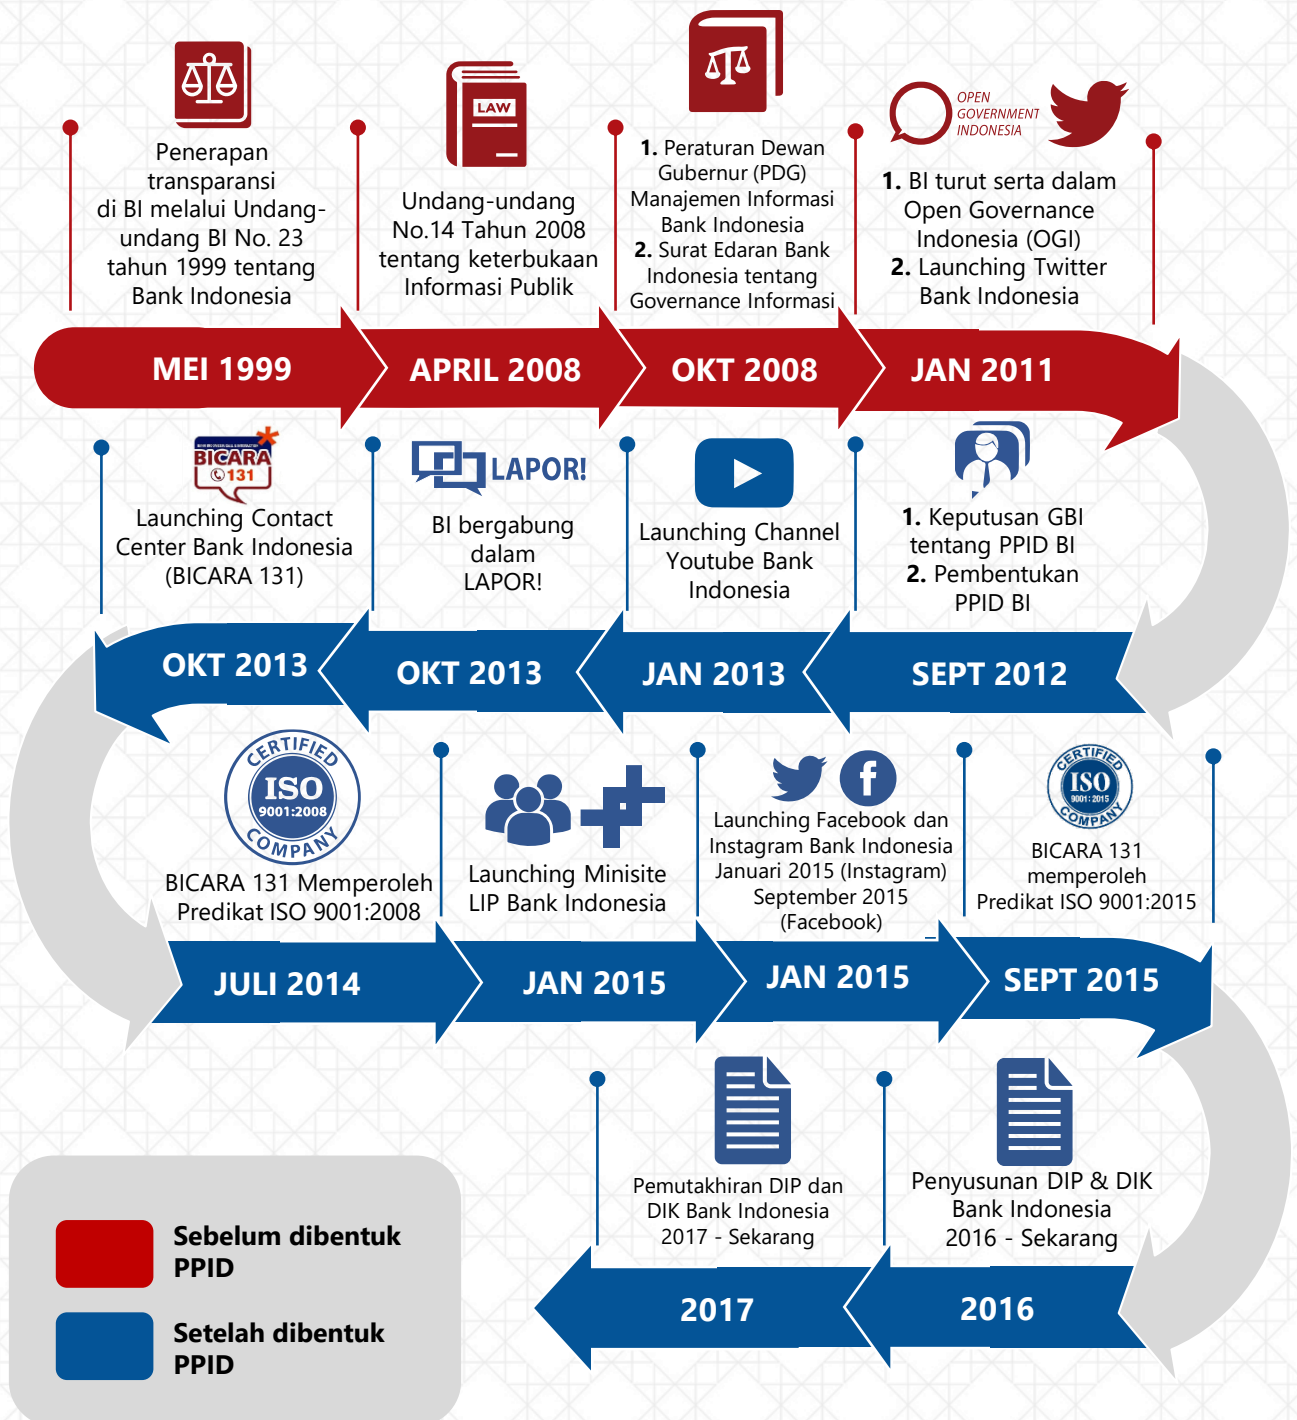 LAW
OPEN
GOVERNMENT
INDONESIA
Penerapan
transparansi
di BI melalui Undang-
undang BI No. 23
tahun 1999 tentang
Bank Indonesia
Undang-undang
No.14 Tahun 2008
tentang keterbukaan
Informasi Publik
1. Peraturan Dewan
Gubernur (PDG)
Manajemen Informasi
Bank Indonesia
2. Surat Edaran Bank
Indonesia tentang
Governance Informasi
1. BI turut serta dalam
Open Governance
Indonesia (OGI)
2. Launching Twitter
Bank Indonesia
MEI 1999
APRIL 2008
OKT 2008
JAN 2011
BICARA
131
Launching Contact
Center Bank Indonesia
(BICARA 131)
LAPOR!
BI bergabung
dalam
LAPOR!
Launching Channel
Youtube Bank
Indonesia
1. Keputusan GBI
tentang PPID BI
2. Pembentukan
PPID BI
OKT 2013
OKT 2013
JAN 2013
SEPT 2012
CERTIFIED
ISO
9001:2008
COMPANY
BICARA 131 Memperoleh
Predikat ISO 9001:2008
Launching Minisite
LIP Bank Indonesia
Launching Facebook dan
Instagram Bank Indonesia
Januari 2015 (Instagram)
September 2015
(Facebook)
CERTIFIED
ISO
9001:2015
COMPANY
BICARA 131
memperoleh
Predikat ISO 9001:2015
JULI 2014
JAN 2015
JAN 2015
SEPT 2015
Pemutakhiran DIP dan
DIK Bank Indonesia
2017 - Sekarang
Penyusunan DIP & DIK
Bank Indonesia
2016 - Sekarang
2017
2016
Sebelum dibentuk
PPID
Setelah dibentuk
PPID